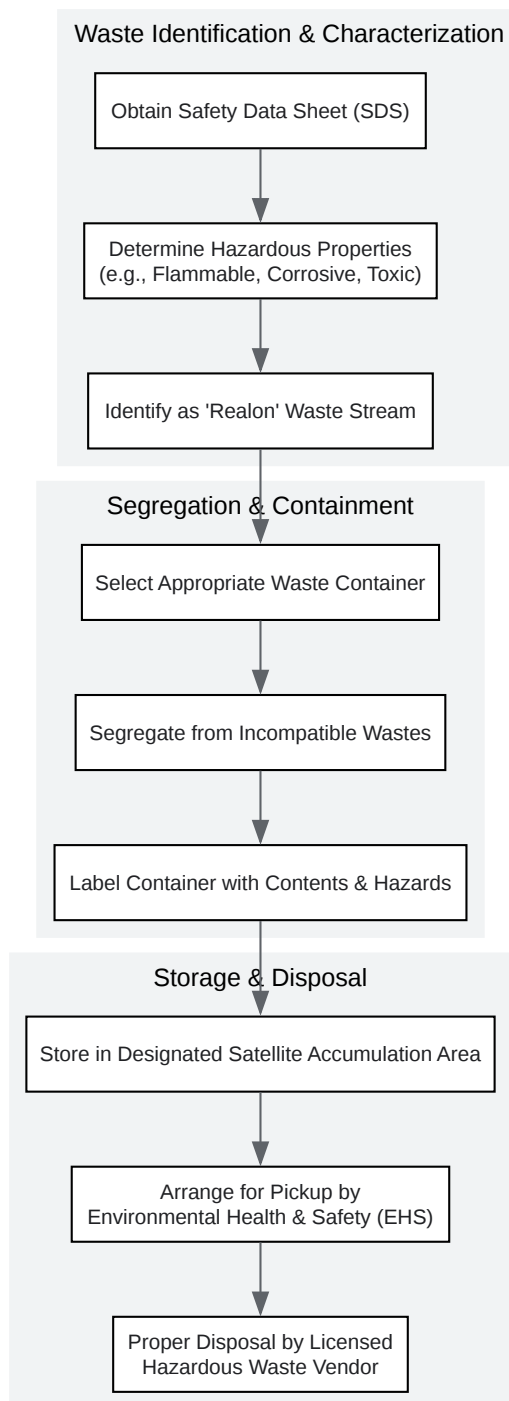 Waste Identification & Characterization
Obtain Safety Data Sheet (SDS)
Determine Hazardous Properties
(e.g., Flammable, Corrosive, Toxic)
Identify as 'Realon' Waste Stream
Segregation & Containment
Select Appropriate Waste Container
Segregate from Incompatible Wastes
Label Container with Contents & Hazards
Storage & Disposal
Store in Designated Satellite Accumulation Area
Arrange for Pickup by
Environmental Health & Safety (EHS)
Proper Disposal by Licensed
Hazardous Waste Vendor